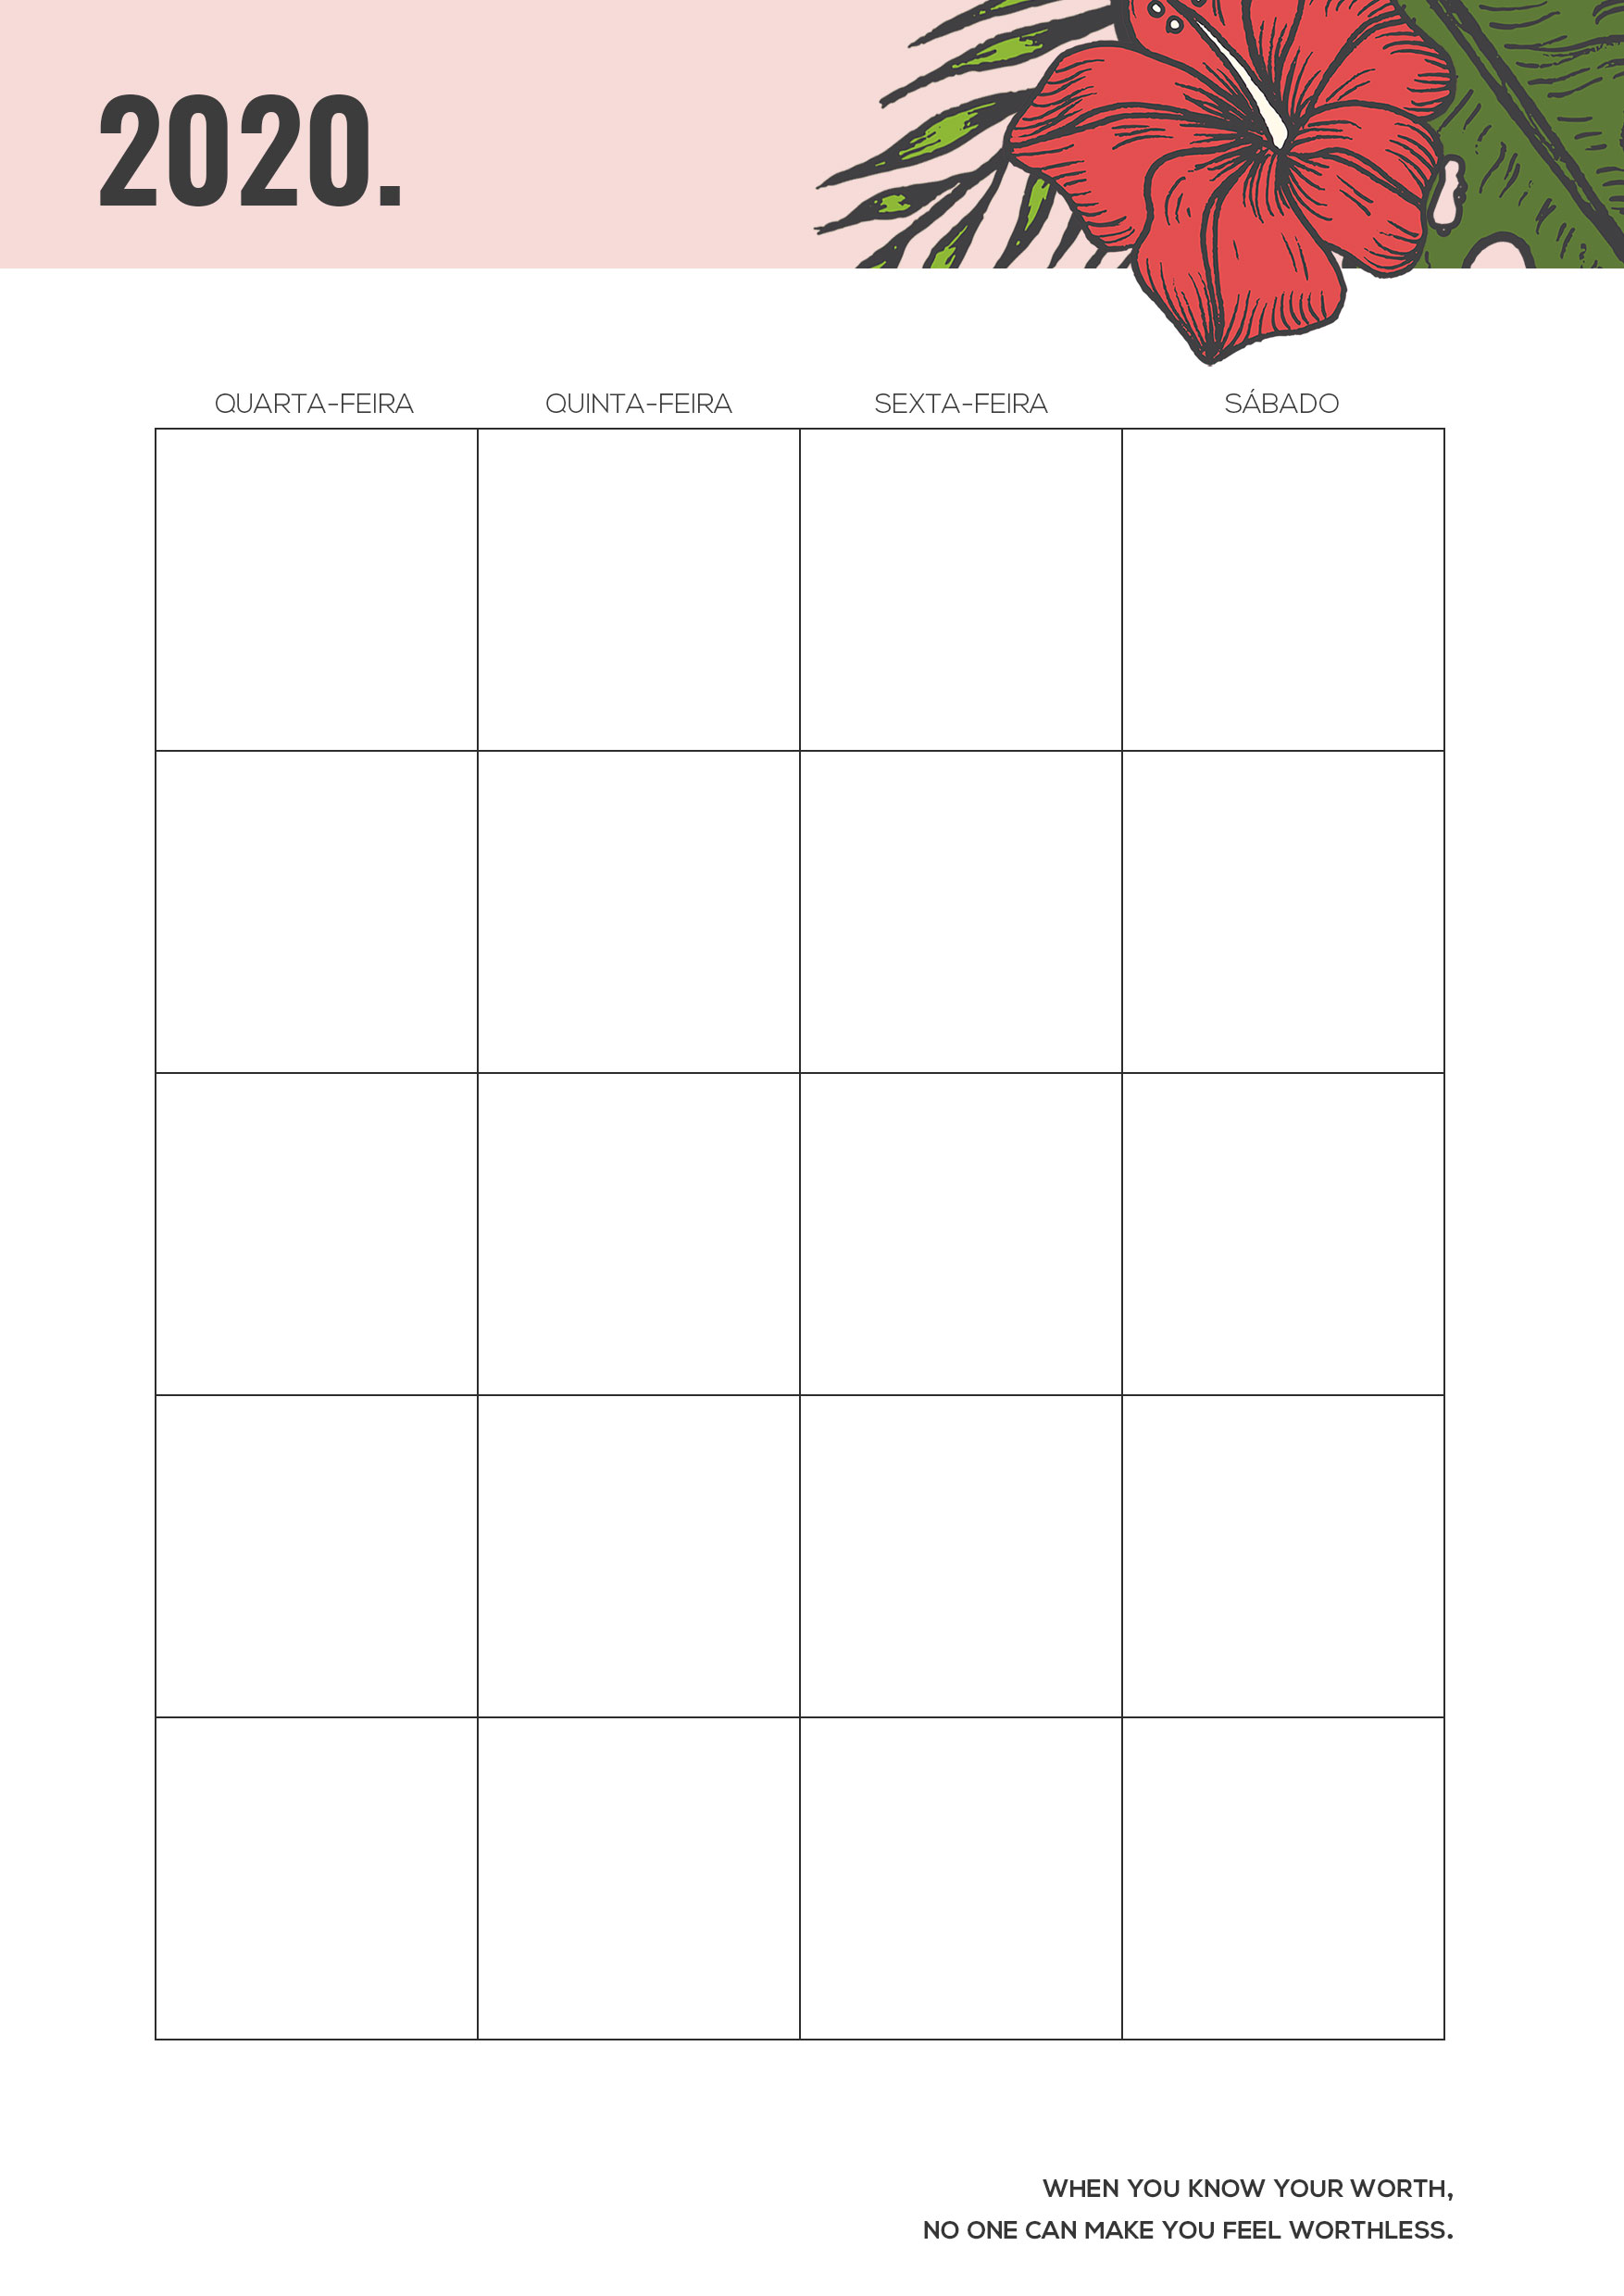 2020.
QUARTA-FEIRA QUINTA-FEIRA SEXTA-FEIRA SÁBADO
WHEN YOU KNOW YOUR WORTH,
NO ONE CAN MAKE YOU FEEL WORTHLESS.